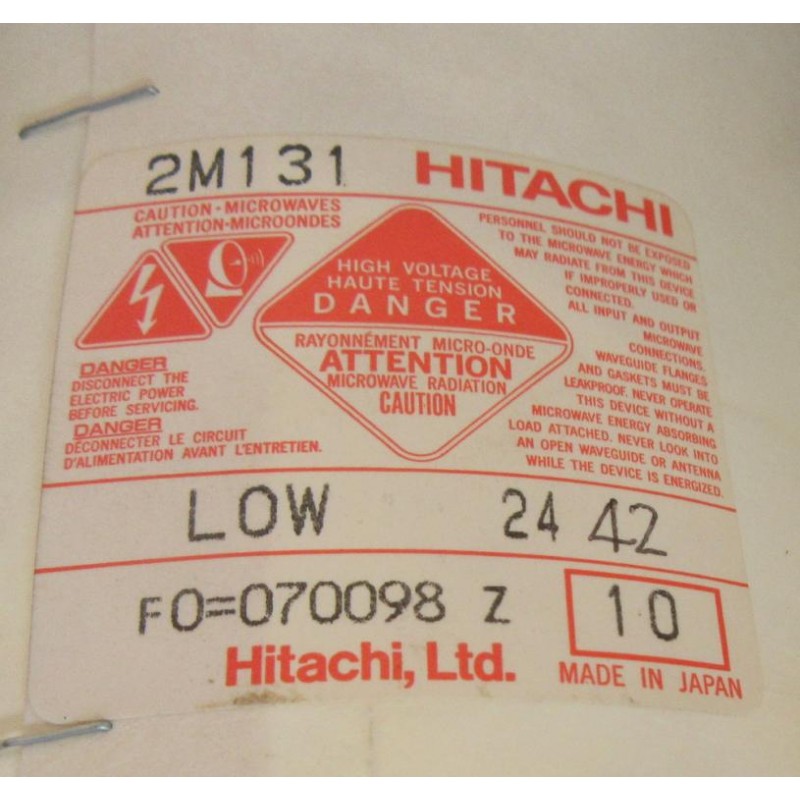 2M131 HITACHI
CAUTION-MICROWAVES
ATTENTION-MICROONDES
HIGH VOLTAGE
HAUTE TENSION
DANGER
RAYONNÉMENT MICRO-ONDE
ATTENTION
MICROWAVE RADIATION
CAUTION
PERSONNEL SHOULD NOT BE EXPOSED
TO THE MICROWAVE ENERGY WHICH
MAY RADIATE FROM THIS DEVICE
IF IMPROPERLY USED OR
CONNECTED.
ALL INPUT AND OUTPUT
MICROWAVE
CONNECTIONS,
WAVEGUIDE FLANGES
AND GASKETS MUST BE
LEAKPROOF. NEVER OPERATE
THIS DEVICE WITHOUT A
MICROWAVE ENERGY ABSORBING
LOAD ATTACHED. NEVER LOOK INTO
AN OPEN WAVEGUIDE OR ANTENNA
WHILE THE DEVICE IS ENERGIZED.
DANGER
DISCONNECT THE
ELECTRIC POWER
BEFORE SERVICING.
DANGER
DÉCONNECTER LE CIRCUIT
D'ALIMENTATION AVANT L'ENTRETIEN.
LOW 24 42
FO=070098 Z 10
Hitachi, Ltd. MADE IN JAPAN